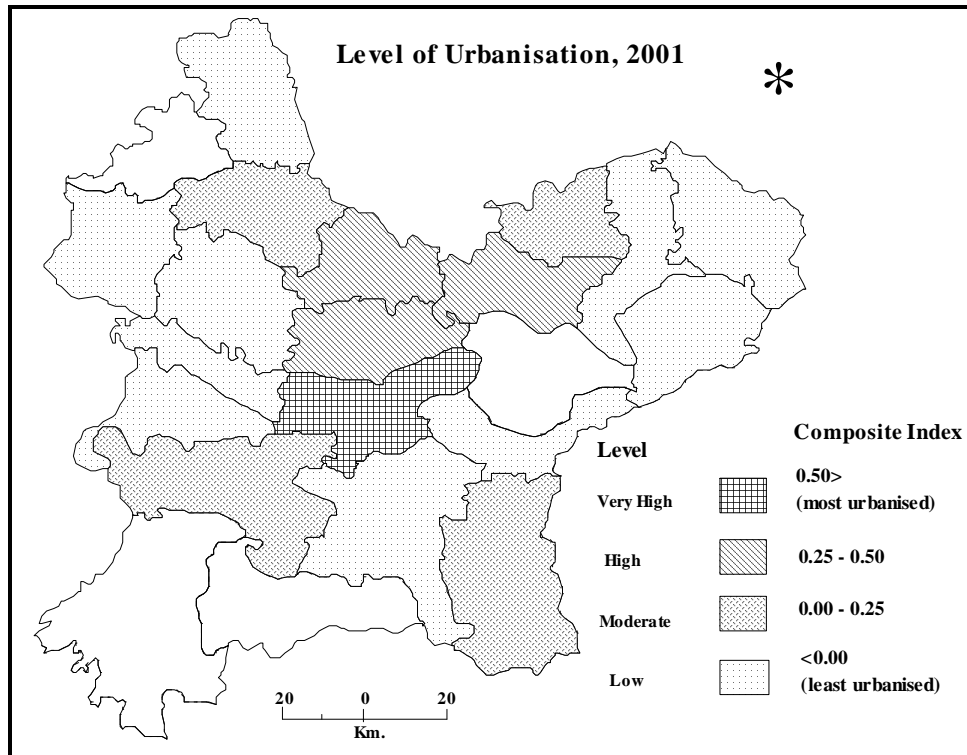 Level of Urbanisation, 2001
*
Level
Composite Index
Very High
0.50>
(most urbanised)
High
0.25 - 0.50
Moderate
0.00 - 0.25
Low
<0.00
(least urbanised)
20 0 20
Km.